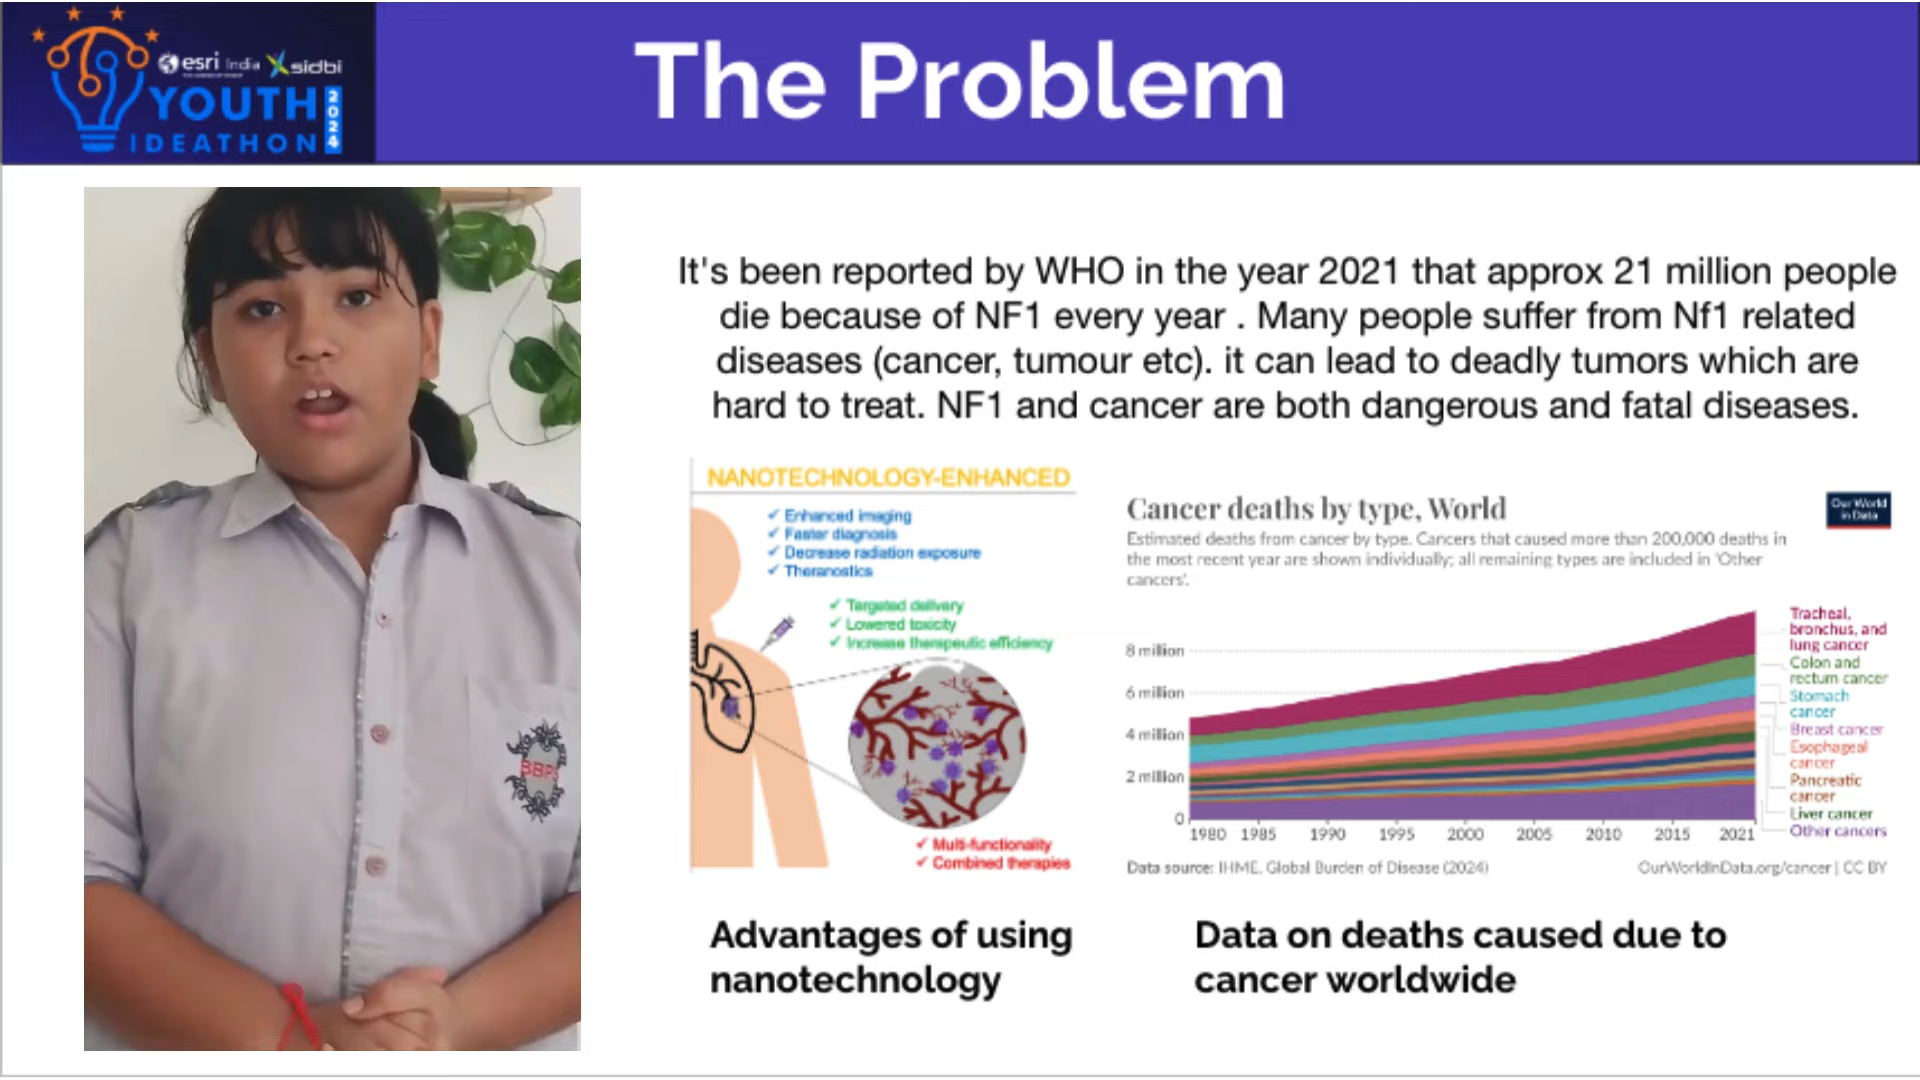 esri India
sidbi
YOUTH
2024
IDEATHON
The Problem
It's been reported by WHO in the year 2021 that approx 21 million people
die because of NF1 every year . Many people suffer from Nf1 related
diseases (cancer, tumour etc). it can lead to deadly tumors which are
hard to treat. NF1 and cancer are both dangerous and fatal diseases.
NANOTECHNOLOGY-ENHANCED
✓ Enhanced imaging
✓ Faster diagnosis
✓ Decrease radiation exposure
✓ Theranostics
✓ Targeted delivery
✓ Lowered toxicity
✓ Increase therapeutic efficiency
✓ Multi-functionality
✓ Combined therapies
Advantages of using
nanotechnology
Cancer deaths by type, World
Our World
in Data
Estimated deaths from cancer by type. Cancers that caused more than 200,000 deaths in
the most recent year are shown individually; all remaining types are included in 'Other
cancers'.
8 million
6 million
4 million
2 million
0
1980 1985 1990 1995 2000 2005 2010 2015 2021
Tracheal,
bronchus, and
lung cancer
Colon and
rectum cancer
Stomach
cancer
Breast cancer
Esophageal
cancer
Pancreatic
cancer
Liver cancer
Other cancers
Data source: IHME, Global Burden of Disease (2024)
OurWorldInData.org/cancer | CC BY
Data on deaths caused due to
cancer worldwide
BBPS